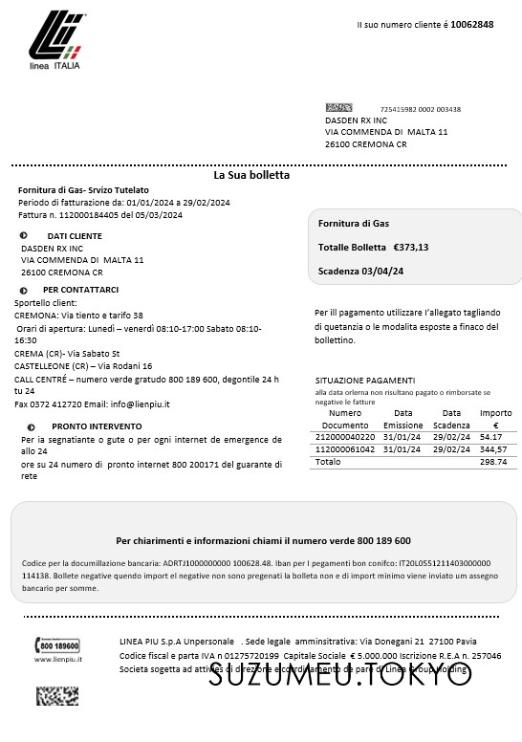 linea ITALIA
Il suo numero cliente é 10062848
725415982 0002 003438
DASDEN RX INC
VIA COMMENDA DI MALTA 11
26100 CREMONA CR
La Sua bolletta
Fornitura di Gas- Srvizo Tutelato
Periodo di fatturazione da: 01/01/2024 a 29/02/2024
Fattura n. 112000184405 del 05/03/2024
DATI CLIENTE
DASDEN RX INC
VIA COMMENDA DI MALTA 11
26100 CREMONA CR
Fornitura di Gas
Totalle Bolletta €373,13
Scadenza 03/04/24
PER CONTATTARCI
Sportello client:
CREMONA: Via tiento e tarifo 38
Orari di apertura: Lunedì – venerdì 08:10-17:00 Sabato 08:10-
16:30
CREMA (CR)- Via Sabato St
CASTELLEONE (CR) – Via Rodani 16
CALL CENTRÉ – numero verde gratudo 800 189 600, degontile 24 h
tu 24
Fax 0372 412720 Email: info@lienpiu.it
Per ill pagamento utilizzare l'allegato tagliando
di quetanzia o le modalita esposte a finaco del
bollettino.
SITUAZIONE PAGAMENTI
alla data orlerna non risultano pagato o rimborsate se
negative le fatture
Numero Data Data Importo
Documento Emissione Scadenza €
212000040220 31/01/24 29/02/24 54.17
112000061042 31/01/24 29/02/24 344,57
Totalo 298.74
PRONTO INTERVENTO
Per ia segnatiante o gute o per ogni internet de emergence de
allo 24
ore su 24 numero di pronto internet 800 200171 del guarante di
rete
Per chiarimenti e informazioni chiami il numero verde 800 189 600
Codice per la documillazione bancaria: ADRTJ1000000000 100628.48. Iban per I pegamenti bon conifco: IT20L0551211403000000
114138. Bollete negative quendo import el negative non sono pregenati la bolleta non e di import minimo viene inviato um assegno
bancario per somme.
800 189600
www.lienpiu.it
LINEA PIU S.p.A Unpersonale . Sede legale amminsitrativa: Via Donegani 21 27100 Pavia
Codice fiscal e parta IVA n 01275720199 Capitale Sociale € 5.000.000 Iscrizione R.E.A n. 257046
Societa sogetta ad attivies di direzione e cordinamento de pare di Linea Group Holding
SUZUMEU.TOKYO